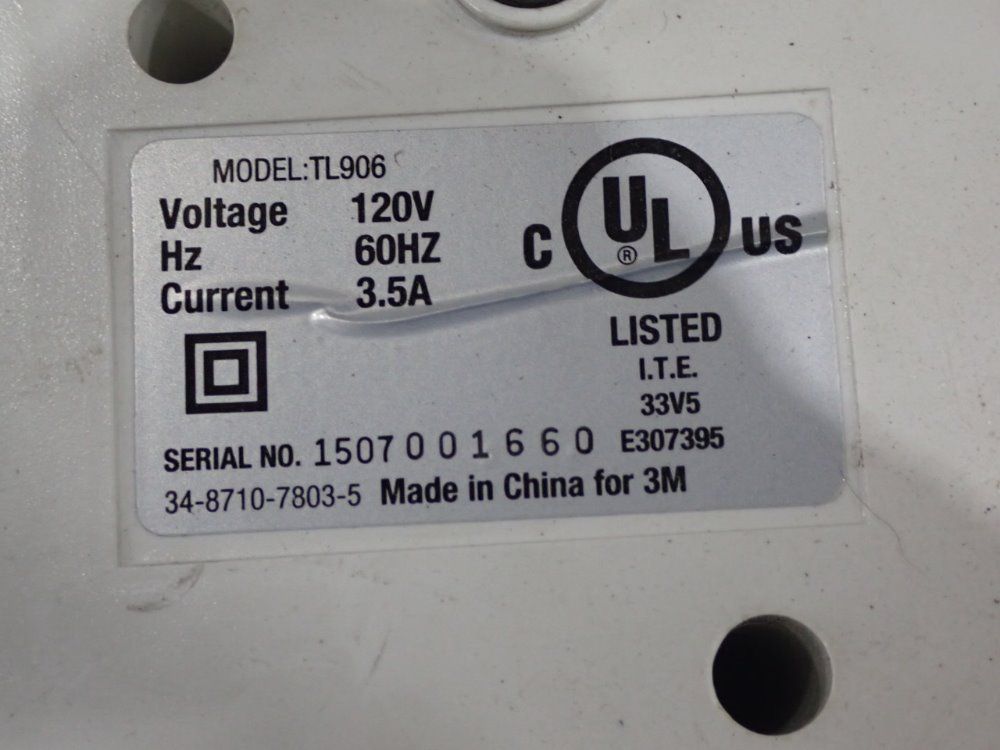 MODEL:TL906
Voltage 120V
Hz 60HZ
Current 3.5A
C UL® US
LISTED
I.T.E.
33V5
SERIAL NO. 1507001660 E307395
34-8710-7803-5 Made in China for 3M